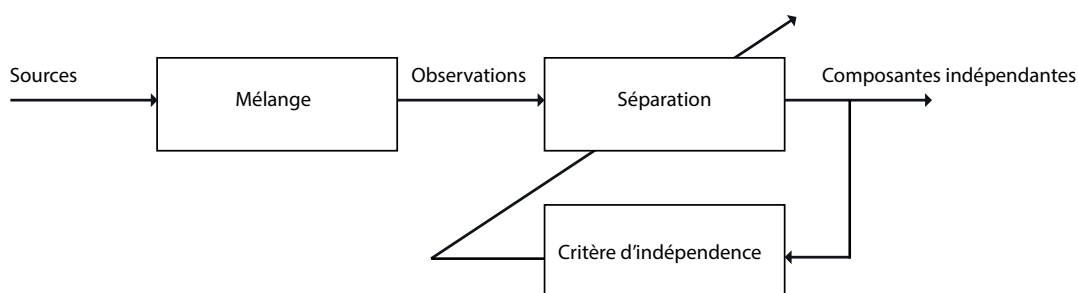 Sources
Mélange
Observations
Séparation
Composantes indépendantes
Critère d'indépendence